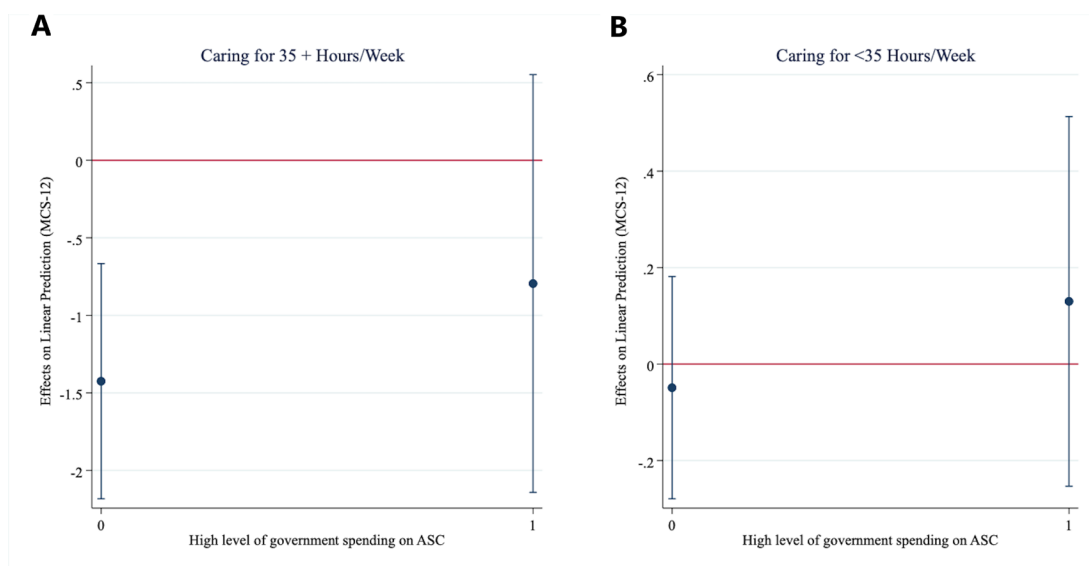 A
Caring for 35 + Hours/Week
Effects on Linear Prediction (MCS-12)
.5
0
-.5
-1
-1.5
-2
0
1
High level of government spending on ASC
B
Caring for <35 Hours/Week
Effects on Linear Prediction (MCS-12)
.6
.4
.2
0
-.2
0
1
High level of government spending on ASC